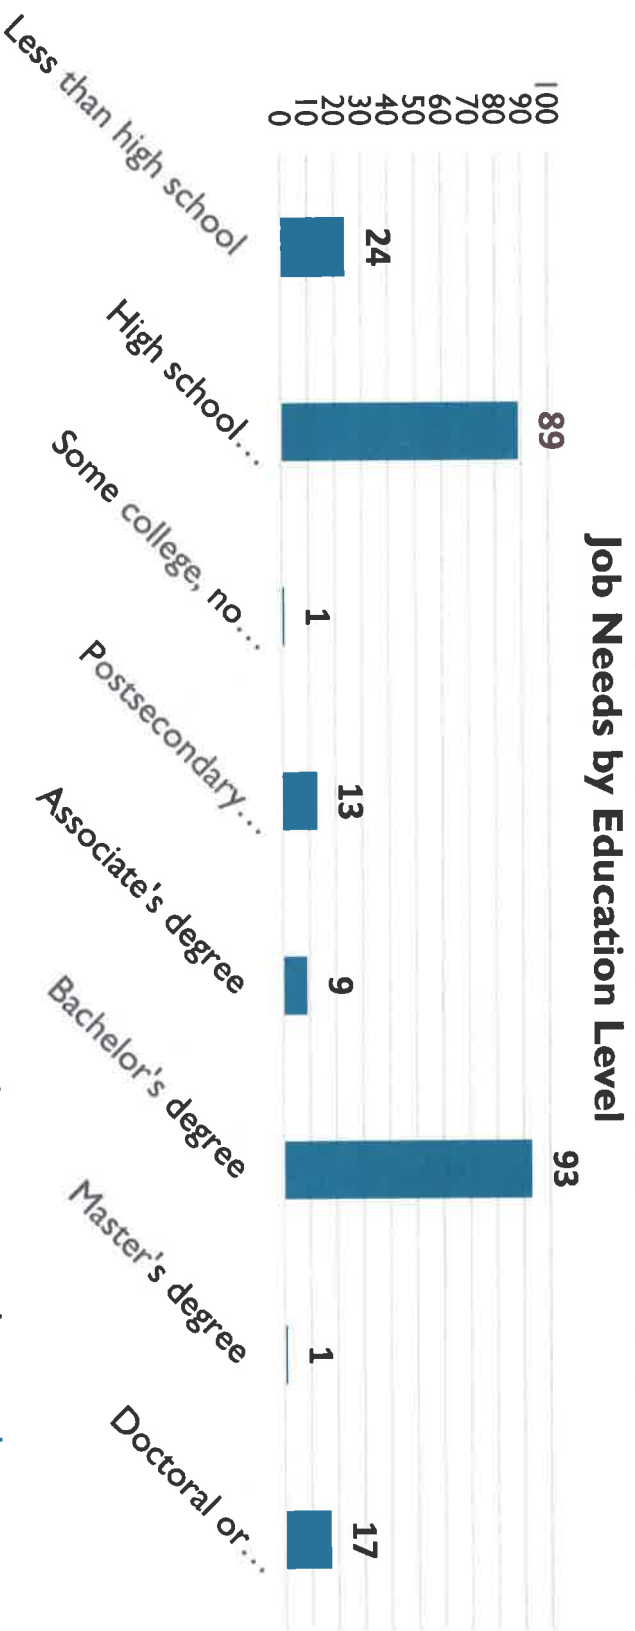 Job Needs by Education Level
100
90
80
70
60
50
40
30
20
10
0
24
89
1
13
9
93
1
17
Less than high school
High school...
Some college, no...
Postsecondary...
Associate's degree
Bachelor's degree
Master's degree
Doctoral or...